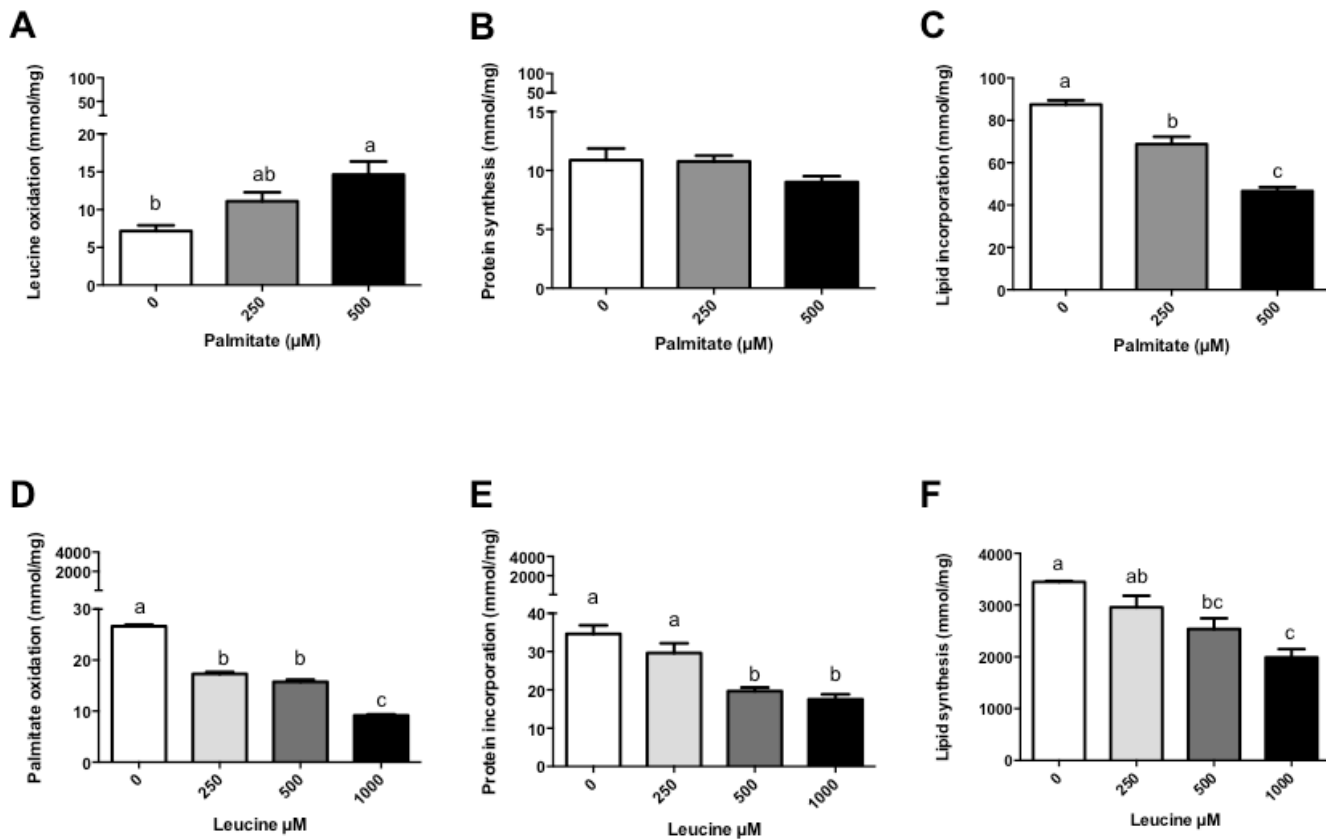 A
Leucine oxidation (mmol/mg)
100
50
20
15
10
5
0
b
ab
a
0
250
500
Palmitate (µM)
B
Protein synthesis (mmol/mg)
100
50
15
10
5
0
0
250
500
Palmitate (µM)
C
Lipid incorporation (mmol/mg)
100
80
60
40
20
0
a
b
c
0
250
500
Palmitate (µM)
D
Palmitate oxidation (mmol/mg)
4000
2000
30
20
10
0
a
b
b
c
0
250
500
1000
Leucine µM
E
Protein incorporation (mmol/mg)
4000
2000
40
30
20
10
0
a
a
b
b
0
250
500
1000
Leucine µM
F
Lipid synthesis (mmol/mg)
4000
3000
2000
1000
0
a
ab
bc
c
0
250
500
1000
Leucine µM